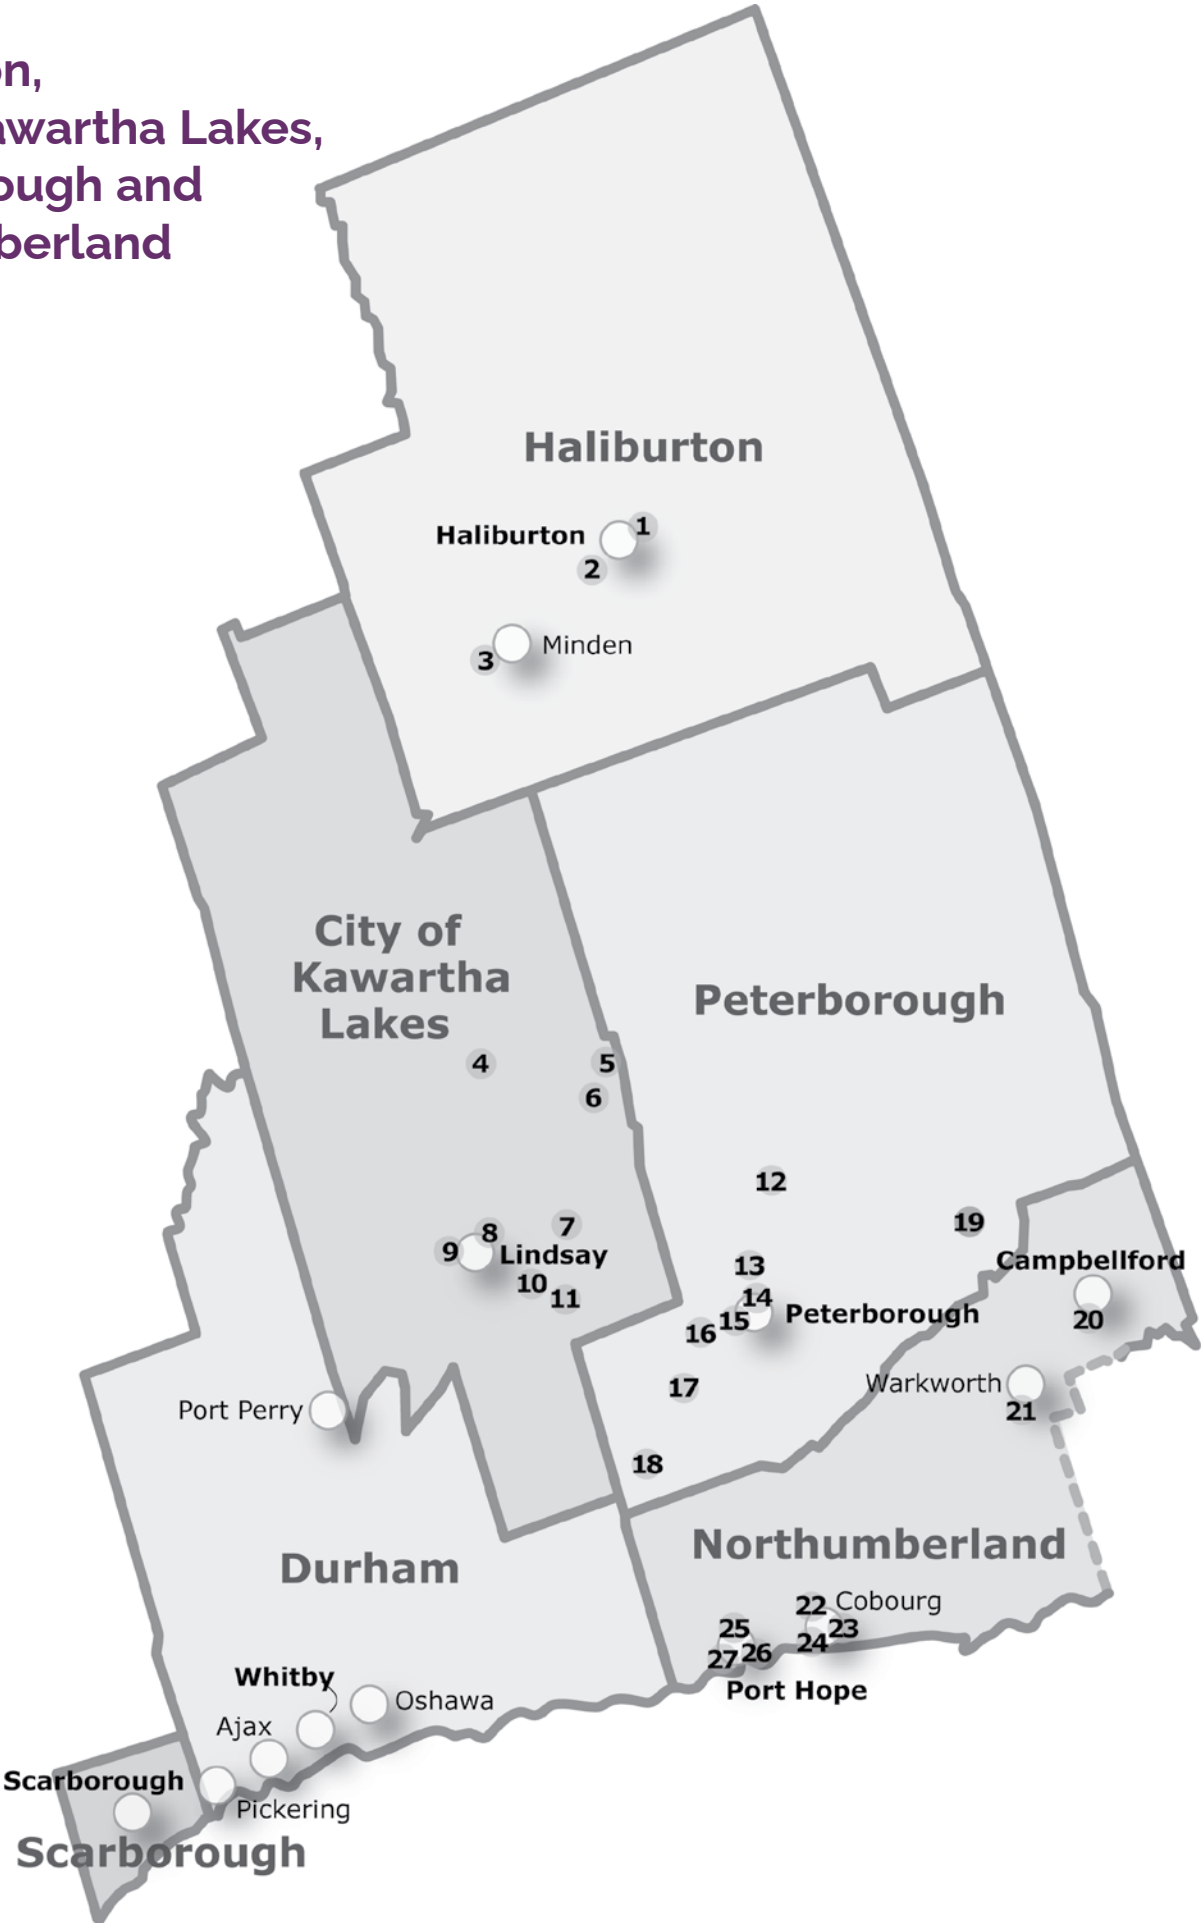 on,
awartha Lakes,
ough and
berland
Haliburton
Haliburton
1
2
3
Minden
City of
Kawartha
Lakes
Peterborough
4
5
6
12
7
8
9
Lindsay
10
11
19
Campbellford
20
13
14
15
16
Peterborough
17
Warkworth
21
Port Perry
18
Northumberland
Durham
22
Cobourg
23
24
25
26
27
Port Hope
Whitby
Oshawa
Ajax
Scarborough
Pickering
Scarborough